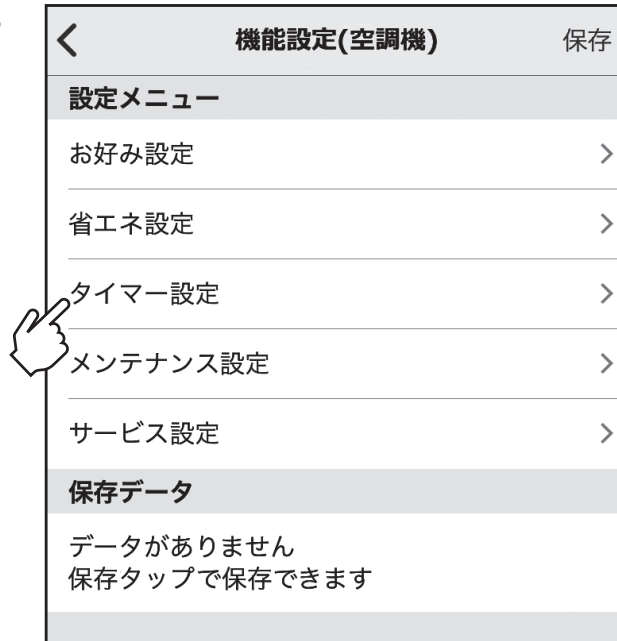 機能設定(空調機) 保存
設定メニュー
お好み設定
省エネ設定
タイマー設定
メンテナンス設定
サービス設定
保存データ
データがありません
保存タップで保存できます